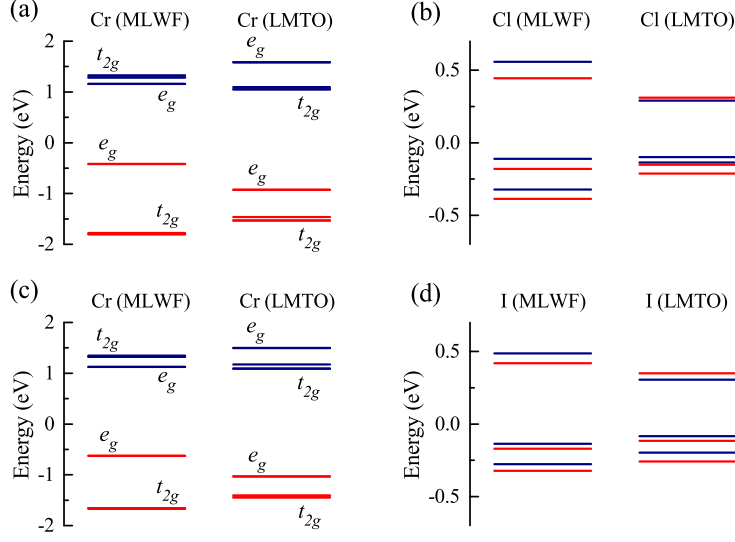 (a)
Cr (MLWF) Cr (LMTO)
2
1
0
-1
-2
Energy (eV)
t2g
eg
eg
t2g
eg
t2g
eg
t2g
(b)
Cl (MLWF) Cl (LMTO)
0.5
0.0
-0.5
Energy (eV)
(c)
Cr (MLWF) Cr (LMTO)
2
1
0
-1
-2
Energy (eV)
t2g
eg
eg
t2g
eg
t2g
eg
t2g
(d)
I (MLWF) I (LMTO)
0.5
0.0
-0.5
Energy (eV)